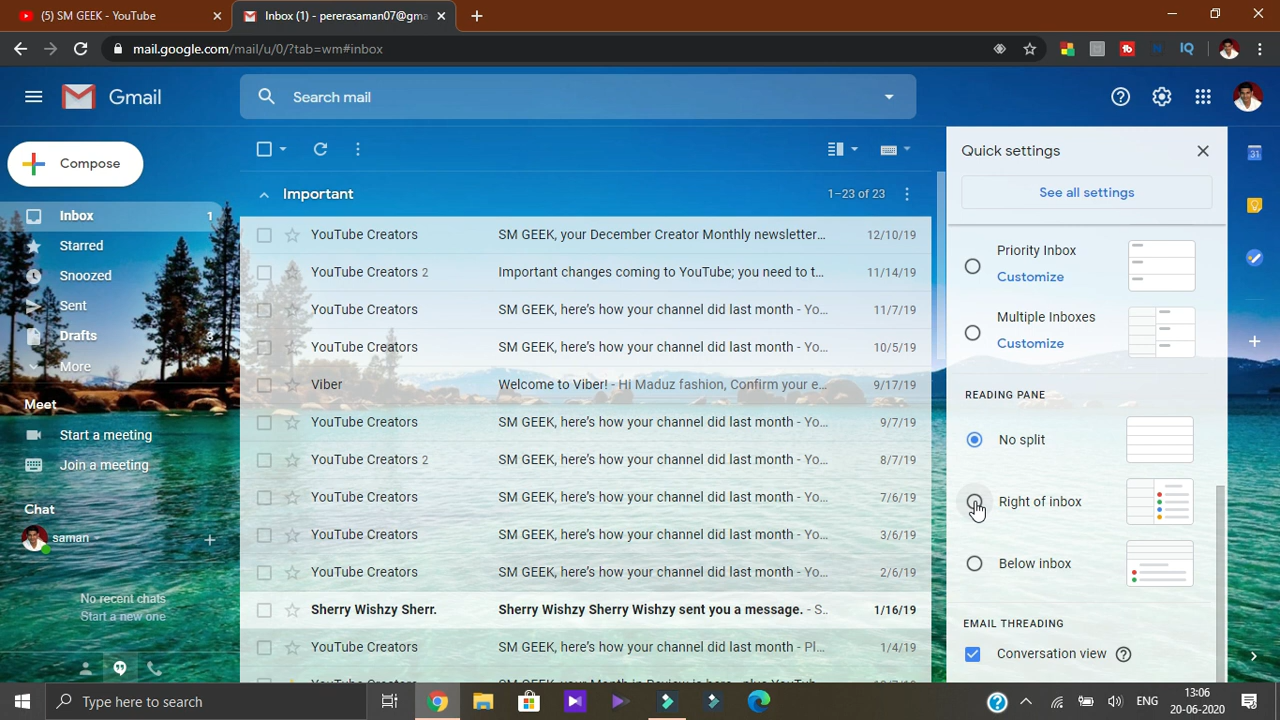 (5) SM GEEK - YouTube
Inbox (1) - pererasaman07@gma
mail.google.com/mail/u/0/?tab=wm#inbox
IQ
Gmail
Search mail
Compose
Inbox 1
Starred
Snoozed
Sent
Drafts 6
More
Meet
Start a meeting
Join a meeting
Chat
saman
No recent chats
Start a new one
Important 1–23 of 23
YouTube Creators SM GEEK, your December Creator Monthly newsletter... 12/10/19
YouTube Creators 2 Important changes coming to YouTube; you need to t... 11/14/19
YouTube Creators SM GEEK, here's how your channel did last month - Yo... 11/7/19
YouTube Creators SM GEEK, here's how your channel did last month - Yo... 10/5/19
Viber Welcome to Viber! - Hi Maduz fashion, Confirm your e... 9/17/19
YouTube Creators SM GEEK, here's how your channel did last month - Yo... 9/7/19
YouTube Creators 2 SM GEEK, here's how your channel did last month - Yo... 8/7/19
YouTube Creators SM GEEK, here's how your channel did last month - Yo... 7/6/19
YouTube Creators SM GEEK, here's how your channel did last month - Yo... 3/6/19
YouTube Creators SM GEEK, here's how your channel did last month - Yo... 2/6/19
Sherry Wishzy Sherr. Sherry Wishzy Sherry Wishzy sent you a message. - S.. 1/16/19
YouTube Creators SM GEEK, here's how your channel did last month - Pl... 1/4/19
Quick settings
See all settings
Priority Inbox
Customize
Multiple Inboxes
Customize
READING PANE
No split
Right of inbox
Below inbox
EMAIL THREADING
Conversation view
31
Type here to search
ENG
13:06
20-06-2020